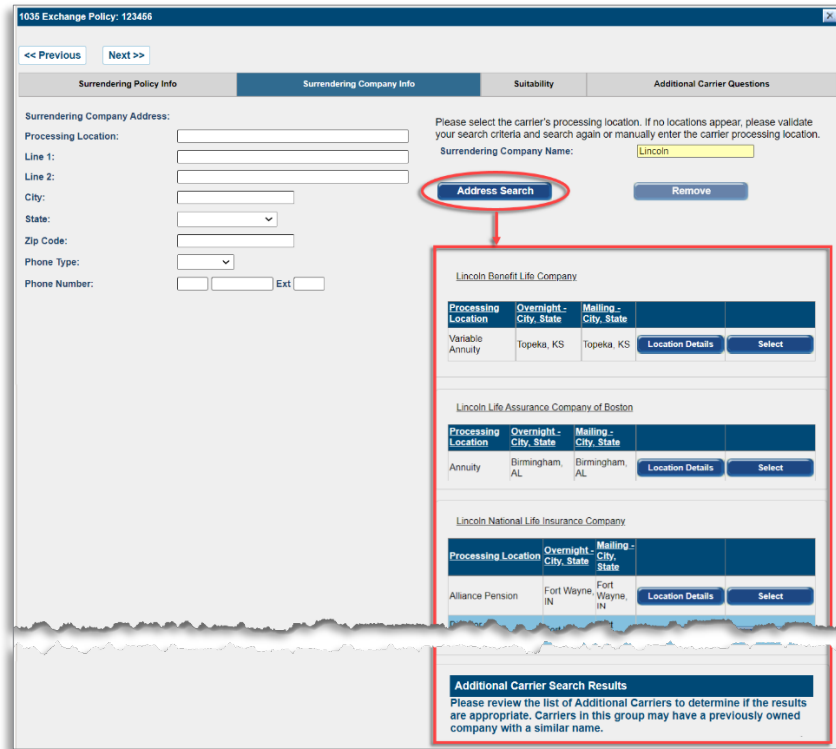 1035 Exchange Policy: 123456
X
<< Previous
Next >>
Surrendering Policy Info
Surrendering Company Info
Suitability
Additional Carrier Questions
Surrendering Company Address:
Processing Location:
Line 1:
Line 2:
City:
State:
Zip Code:
Phone Type:
Phone Number:
Ext
Please select the carrier's processing location. If no locations appear, please validate
your search criteria and search again or manually enter the carrier processing location.
Surrendering Company Name:
Lincoln
Address Search
Remove
Lincoln Benefit Life Company
Processing Location
Overnight - City, State
Mailing - City, State
Variable Annuity
Topeka, KS
Topeka, KS
Location Details
Select
Lincoln Life Assurance Company of Boston
Processing Location
Overnight - City, State
Mailing - City, State
Annuity
Birmingham, AL
Birmingham, AL
Location Details
Select
Lincoln National Life Insurance Company
Processing Location
Overnight - City, State
Mailing - City, State
Alliance Pension
Fort Wayne, IN
Fort Wayne, IN
Location Details
Select
Additional Carrier Search Results
Please review the list of Additional Carriers to determine if the results
are appropriate. Carriers in this group may have a previously owned
company with a similar name.